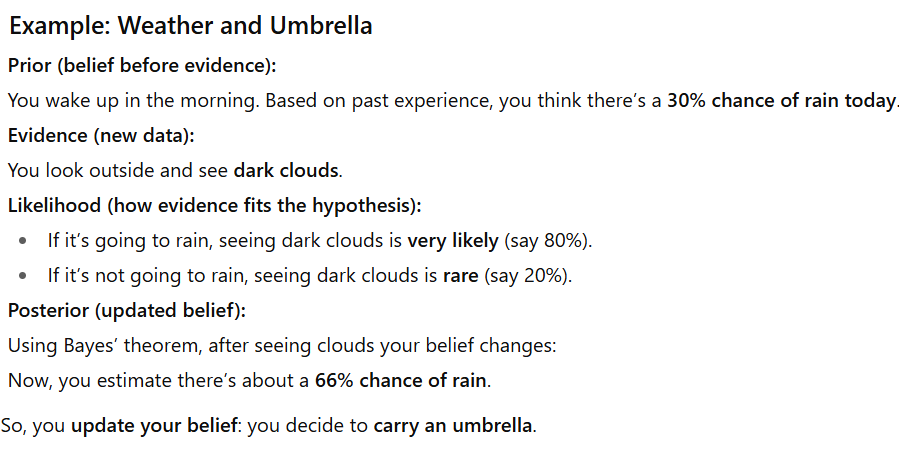 Example: Weather and Umbrella
Prior (belief before evidence):
You wake up in the morning. Based on past experience, you think there’s a 30% chance of rain today.
Evidence (new data):
You look outside and see dark clouds.
Likelihood (how evidence fits the hypothesis):
• If it’s going to rain, seeing dark clouds is very likely (say 80%).
• If it’s not going to rain, seeing dark clouds is rare (say 20%).
Posterior (updated belief):
Using Bayes’ theorem, after seeing clouds your belief changes:
Now, you estimate there’s about a 66% chance of rain.
So, you update your belief: you decide to carry an umbrella.